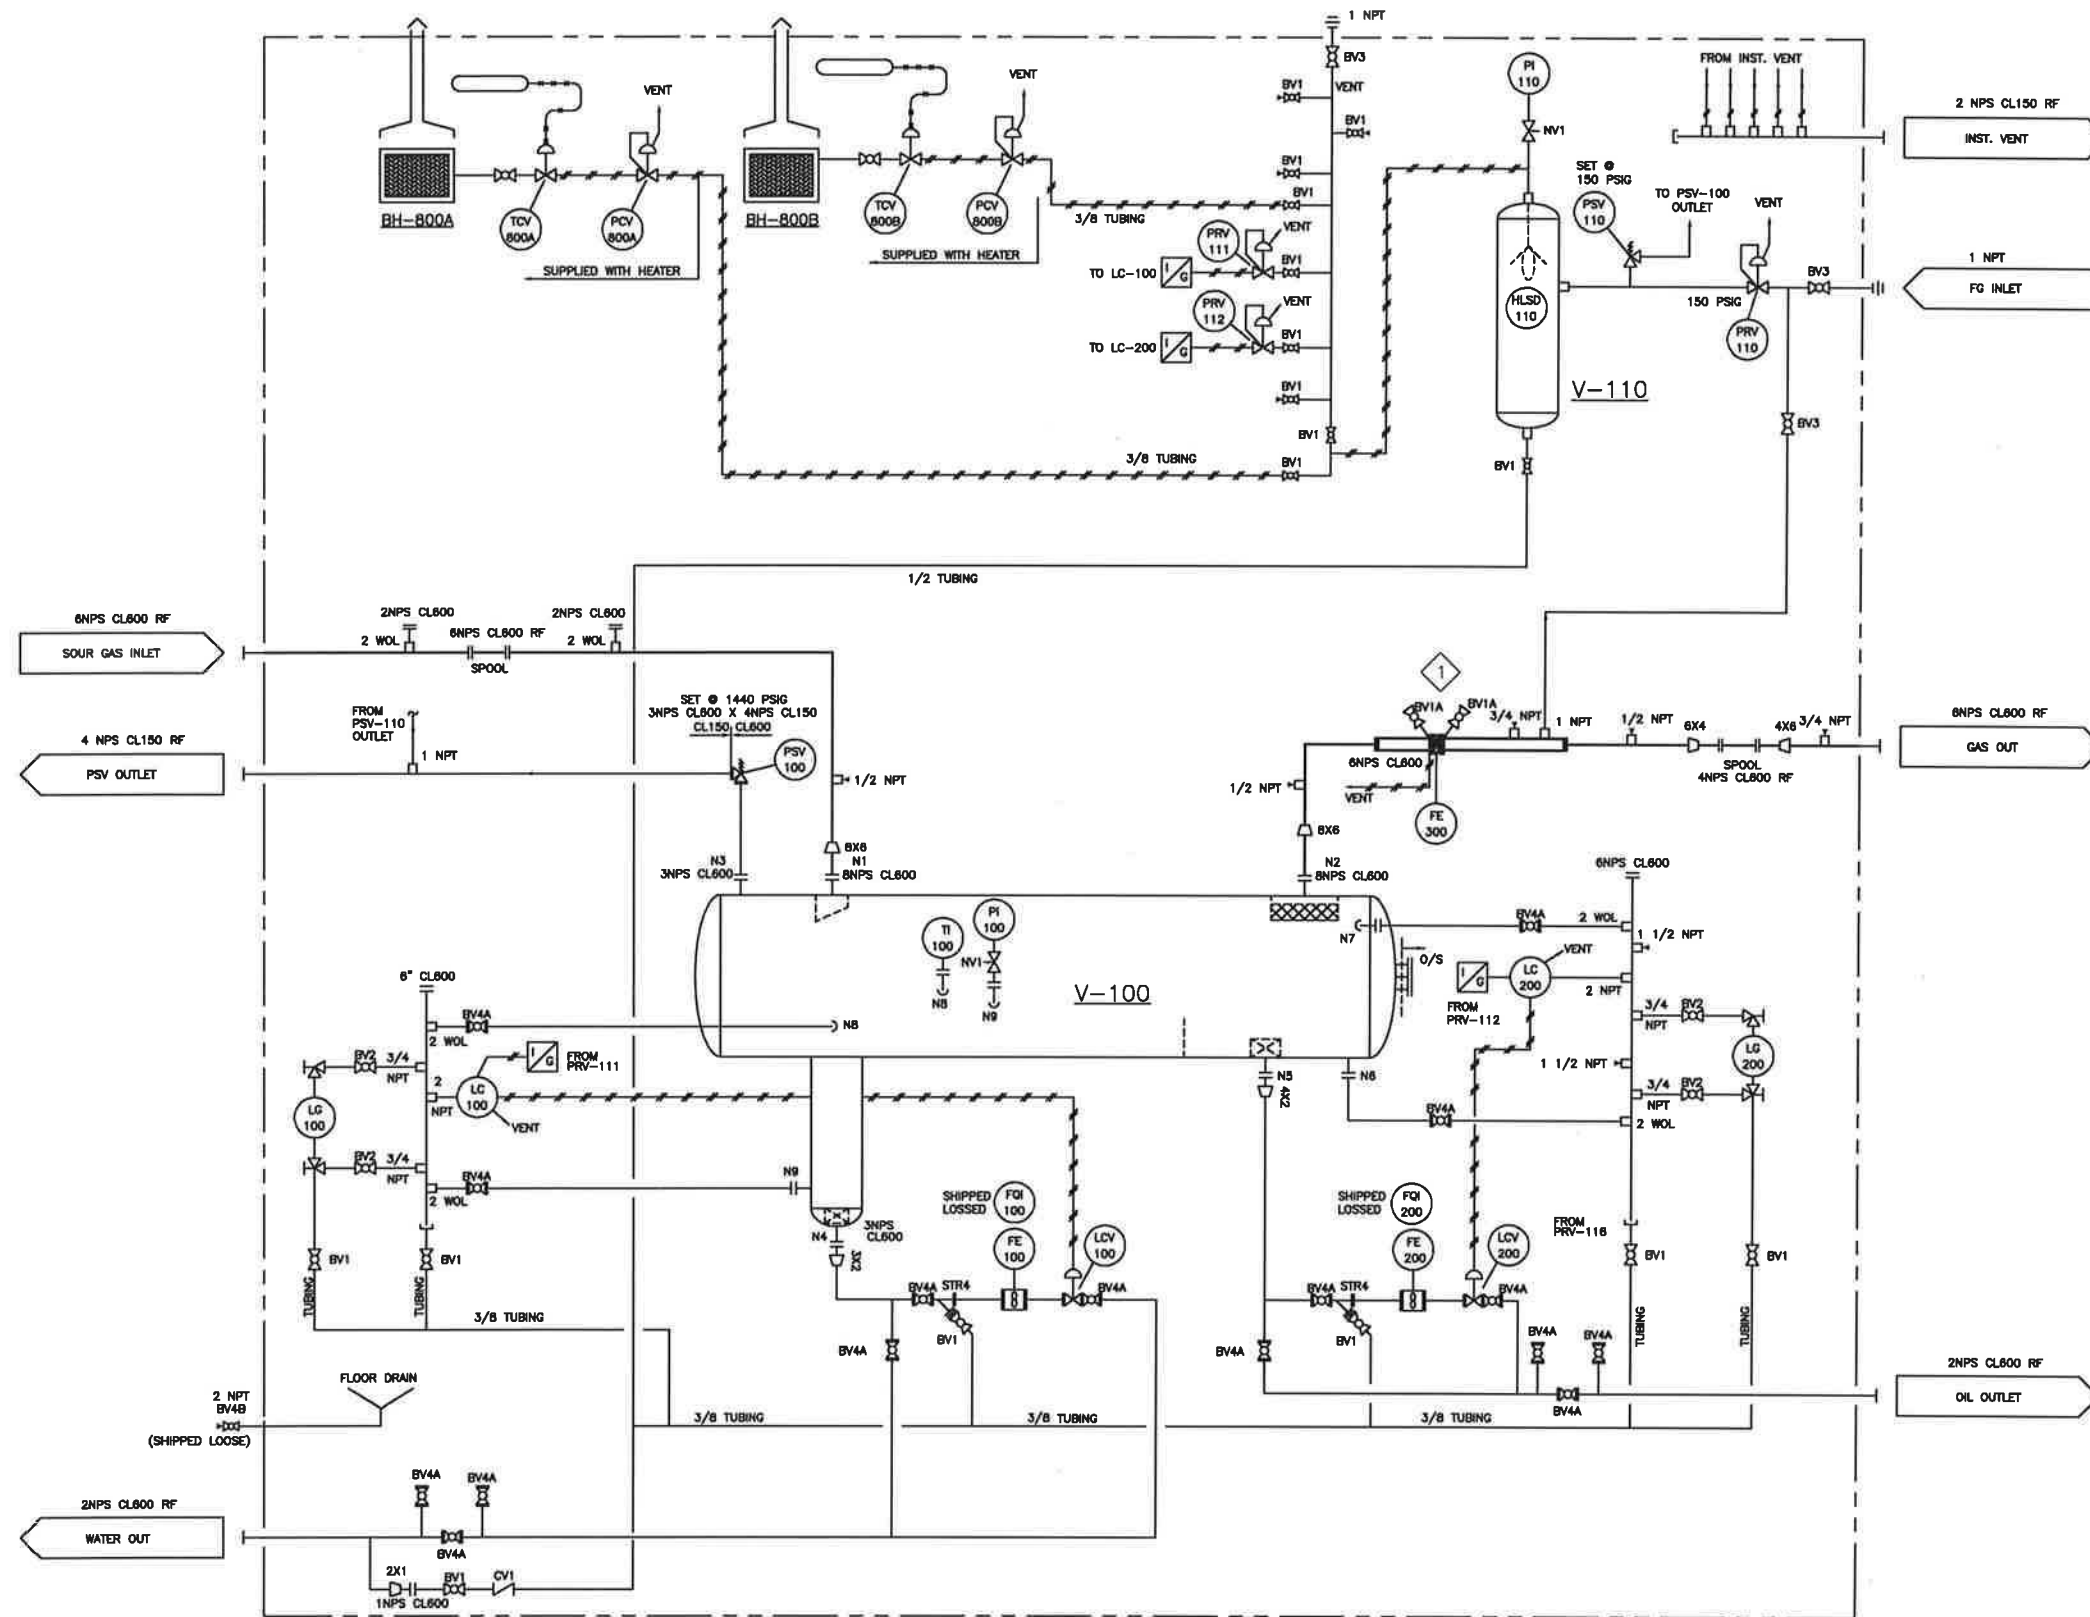 1 NPT
BV3
BV1
VENT
BV1
BV1
BV1
PI
110
NV1
FROM INST. VENT
2 NPS CL150 RF
INST. VENT
VENT
TCV
800A
PCV
800A
BH-800A
SUPPLIED WITH HEATER
VENT
TCV
800B
PCV
800B
BH-800B
SUPPLIED WITH HEATER
3/8 TUBING
PRV
111
VENT
BV1
TO LC-100
I/G
PRV
112
VENT
BV1
TO LC-200
I/G
BV1
BV1
BV1
3/8 TUBING
SET @
150 PSIG
PSV
110
TO PSV-100
OUTLET
VENT
HLSD
110
150 PSIG
PRV
110
BV3
1 NPT
FG INLET
V-110
BV3
BV1
1/2 TUBING
6NPS CL600 RF
SOUR GAS INLET
2NPS CL600
2 WOL
6NPS CL600 RF
SPOOL
2NPS CL600
2 WOL
4 NPS CL150 RF
PSV OUTLET
FROM
PSV-110
OUTLET
1 NPT
SET @ 1440 PSIG
3NPS CL600 X 4NPS CL150
CL150
CL600
PSV
100
1/2 NPT
8X6
N3
3NPS CL600
N1
8NPS CL600
1
BV1A
BV1A
3/4 NPT
1 NPT
1/2 NPT
6X4
4X6
3/4 NPT
6NPS CL600 RF
GAS OUT
6NPS CL600
SPOOL
4NPS CL600 RF
VENT
1/2 NPT
FE
300
8X6
N2
8NPS CL600
6NPS CL600
TI
100
N8
PI
100
NV1
N9
V-100
N7
O/S
BV4A
2 WOL
1 1/2 NPT
VENT
I/G
LC
200
2 NPT
FROM
PRV-112
3/4
NPT
BV2
LG
200
1 1/2 NPT
3/4
NPT
BV2
BV4A
2 WOL
6" CL600
BV4A
2 WOL
N8
BV2
3/4
NPT
2
NPT
LC
100
I/G
FROM
PRV-111
VENT
LG
100
BV2
3/4
NPT
BV4A
2 WOL
N9
N5
4X2
N6
N4
3NPS
CL600
3X2
BV1
BV1
TUBING
TUBING
3/8 TUBING
SHIPPED
LOSSED
FQI
100
FE
100
LCV
100
BV4A
STR4
BV4A
BV1
BV4A
SHIPPED
LOSSED
FQI
200
FE
200
LCV
200
BV4A
STR4
BV4A
BV1
BV4A
FROM
PRV-116
BV1
BV1
TUBING
TUBING
BV4A
BV4A
BV4A
2NPS CL600 RF
OIL OUTLET
FLOOR DRAIN
2 NPT
BV4B
(SHIPPED LOOSE)
3/8 TUBING
3/8 TUBING
3/8 TUBING
2NPS CL600 RF
WATER OUT
BV4A
BV4A
BV4A
2X1
1NPS CL600
BV1
CV1